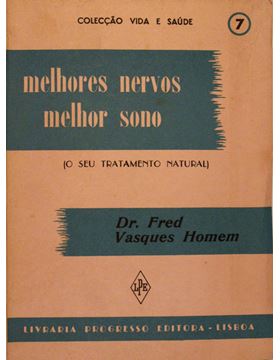 COLECÇÃO VIDA E SAÚDE
7
melhores nervos
melhor sono
(O SEU TRATAMENTO NATURAL)
Dr. Fred
Vasques Homem
LPE
LIVRARIA PROGRESSO EDITORA - LISBOA